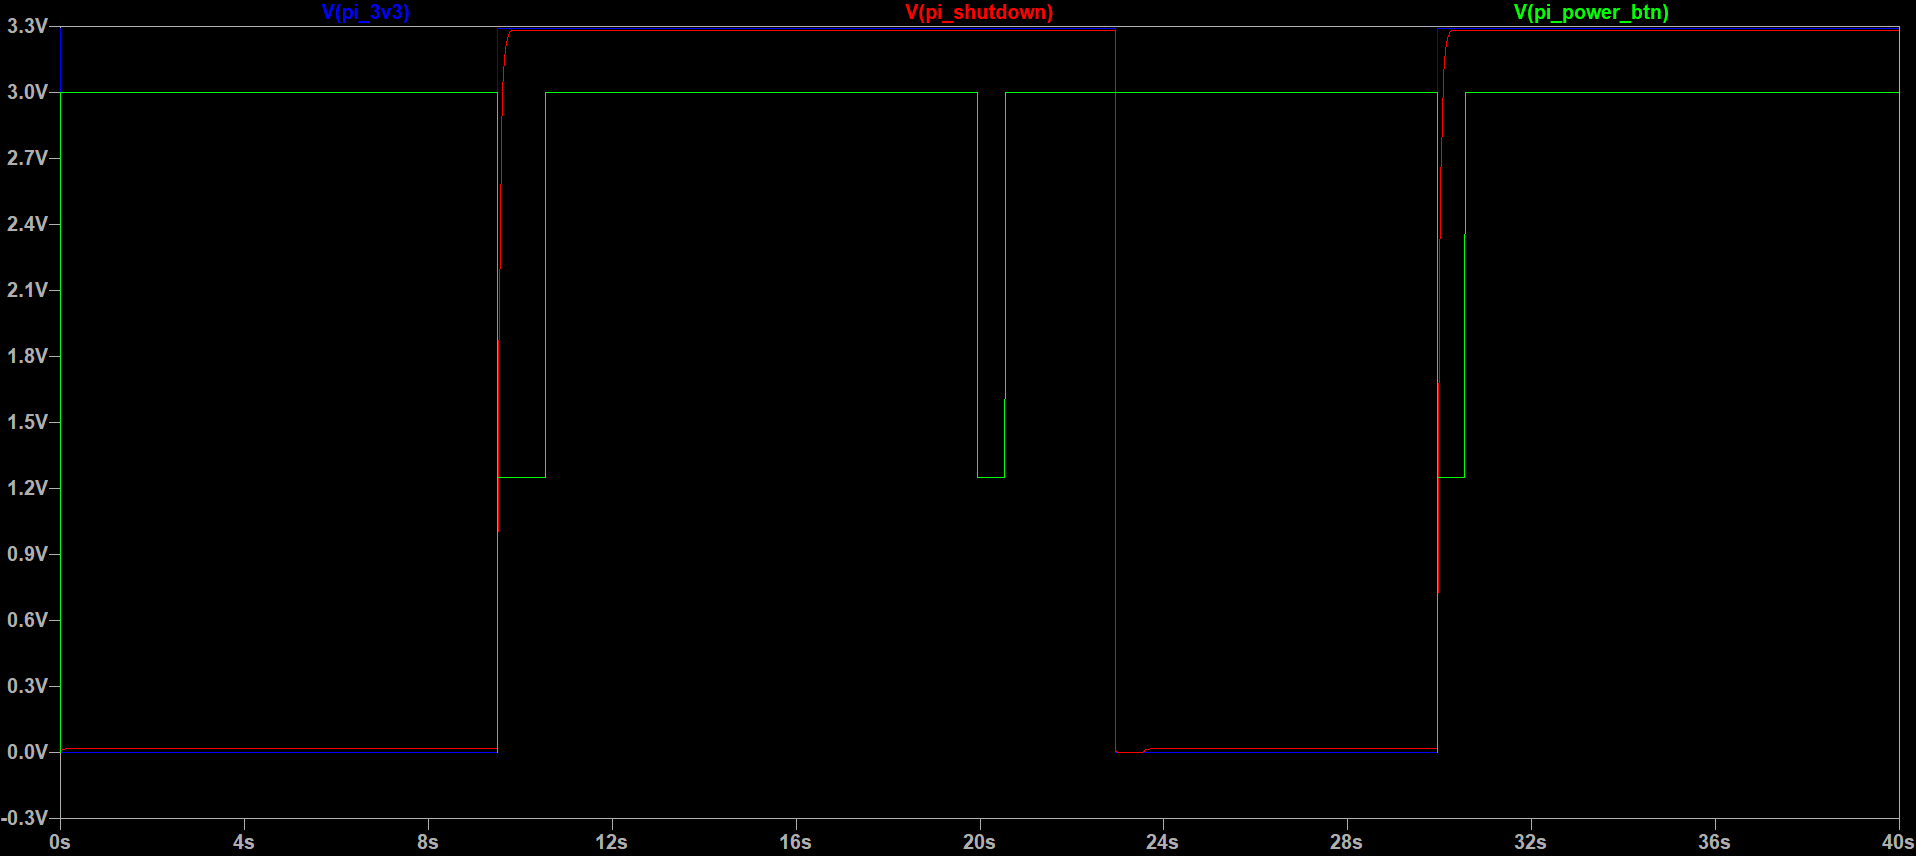 V(pi_3v3) V(pi_shutdown) V(pi_power_btn)
3.3V
3.0V
2.7V
2.4V
2.1V
1.8V
1.5V
1.2V
0.9V
0.6V
0.3V
0.0V
-0.3V
0s 4s 8s 12s 16s 20s 24s 28s 32s 36s 40s